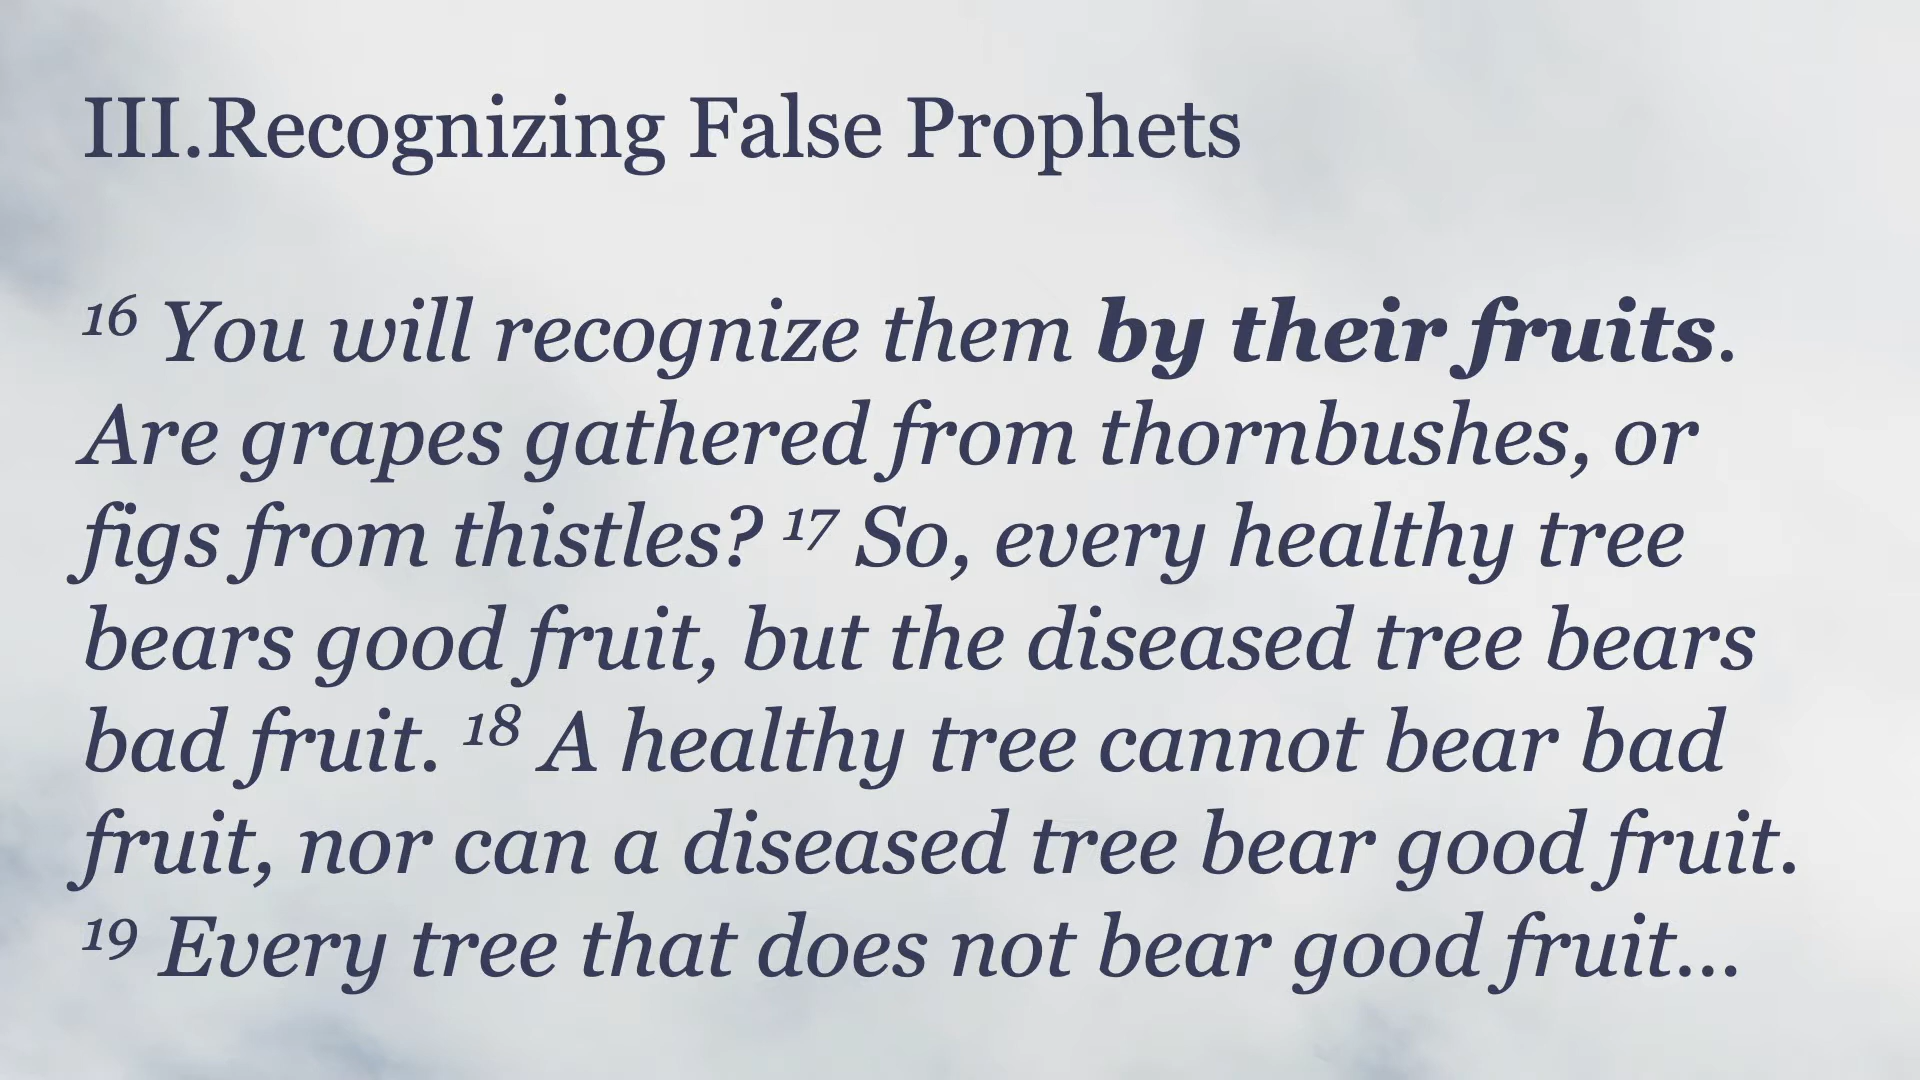 III.Recognizing False Prophets
16 You will recognize them by their fruits.
Are grapes gathered from thornbushes, or
figs from thistles? 17 So, every healthy tree
bears good fruit, but the diseased tree bears
bad fruit. 18 A healthy tree cannot bear bad
fruit, nor can a diseased tree bear good fruit.
19 Every tree that does not bear good fruit...